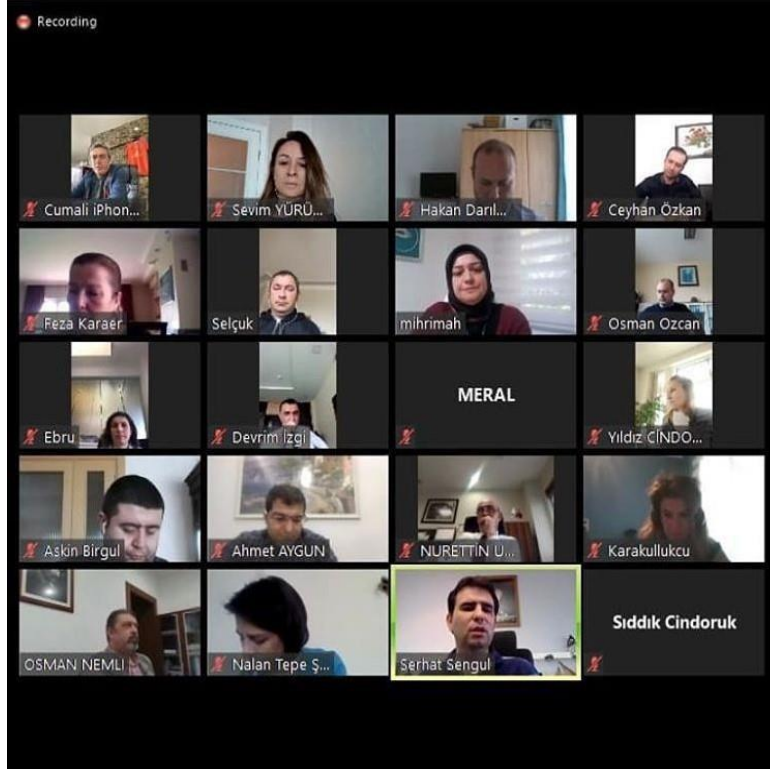 Recording
Cumali iPhon...
Sevim YÜRÜ...
Hakan Darıl...
Ceyhan Özkan
Feza Karaer
Selçuk
mihrimah
Osman Ozcan
Ebru
Devrim İzgi
MERAL
Yıldız CİNDO...
Askin Birgul
Ahmet AYGUN
NURETTİN U...
Karakullukcu
OSMAN NEMLI
Nalan Tepe Ş...
Serhat Sengul
Sıddık Cindoruk